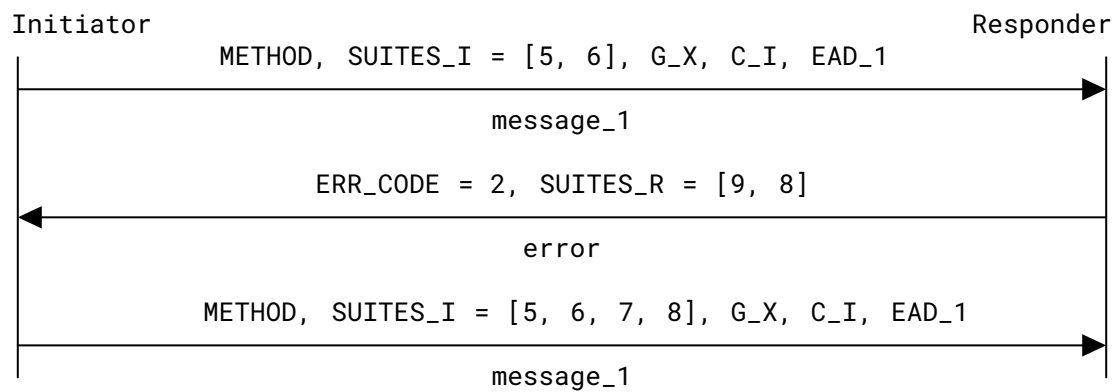 Initiator Responder
METHOD, SUITES_I = [5, 6], G_X, C_I, EAD_1
message_1
ERR_CODE = 2, SUITES_R = [9, 8]
error
METHOD, SUITES_I = [5, 6, 7, 8], G_X, C_I, EAD_1
message_1